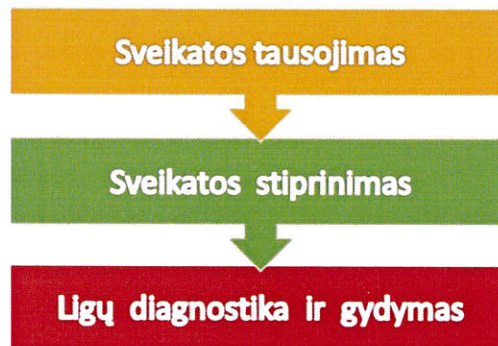 Sveikatos tausojimas
Sveikatos stiprinimas
Ligų diagnostika ir gydymas